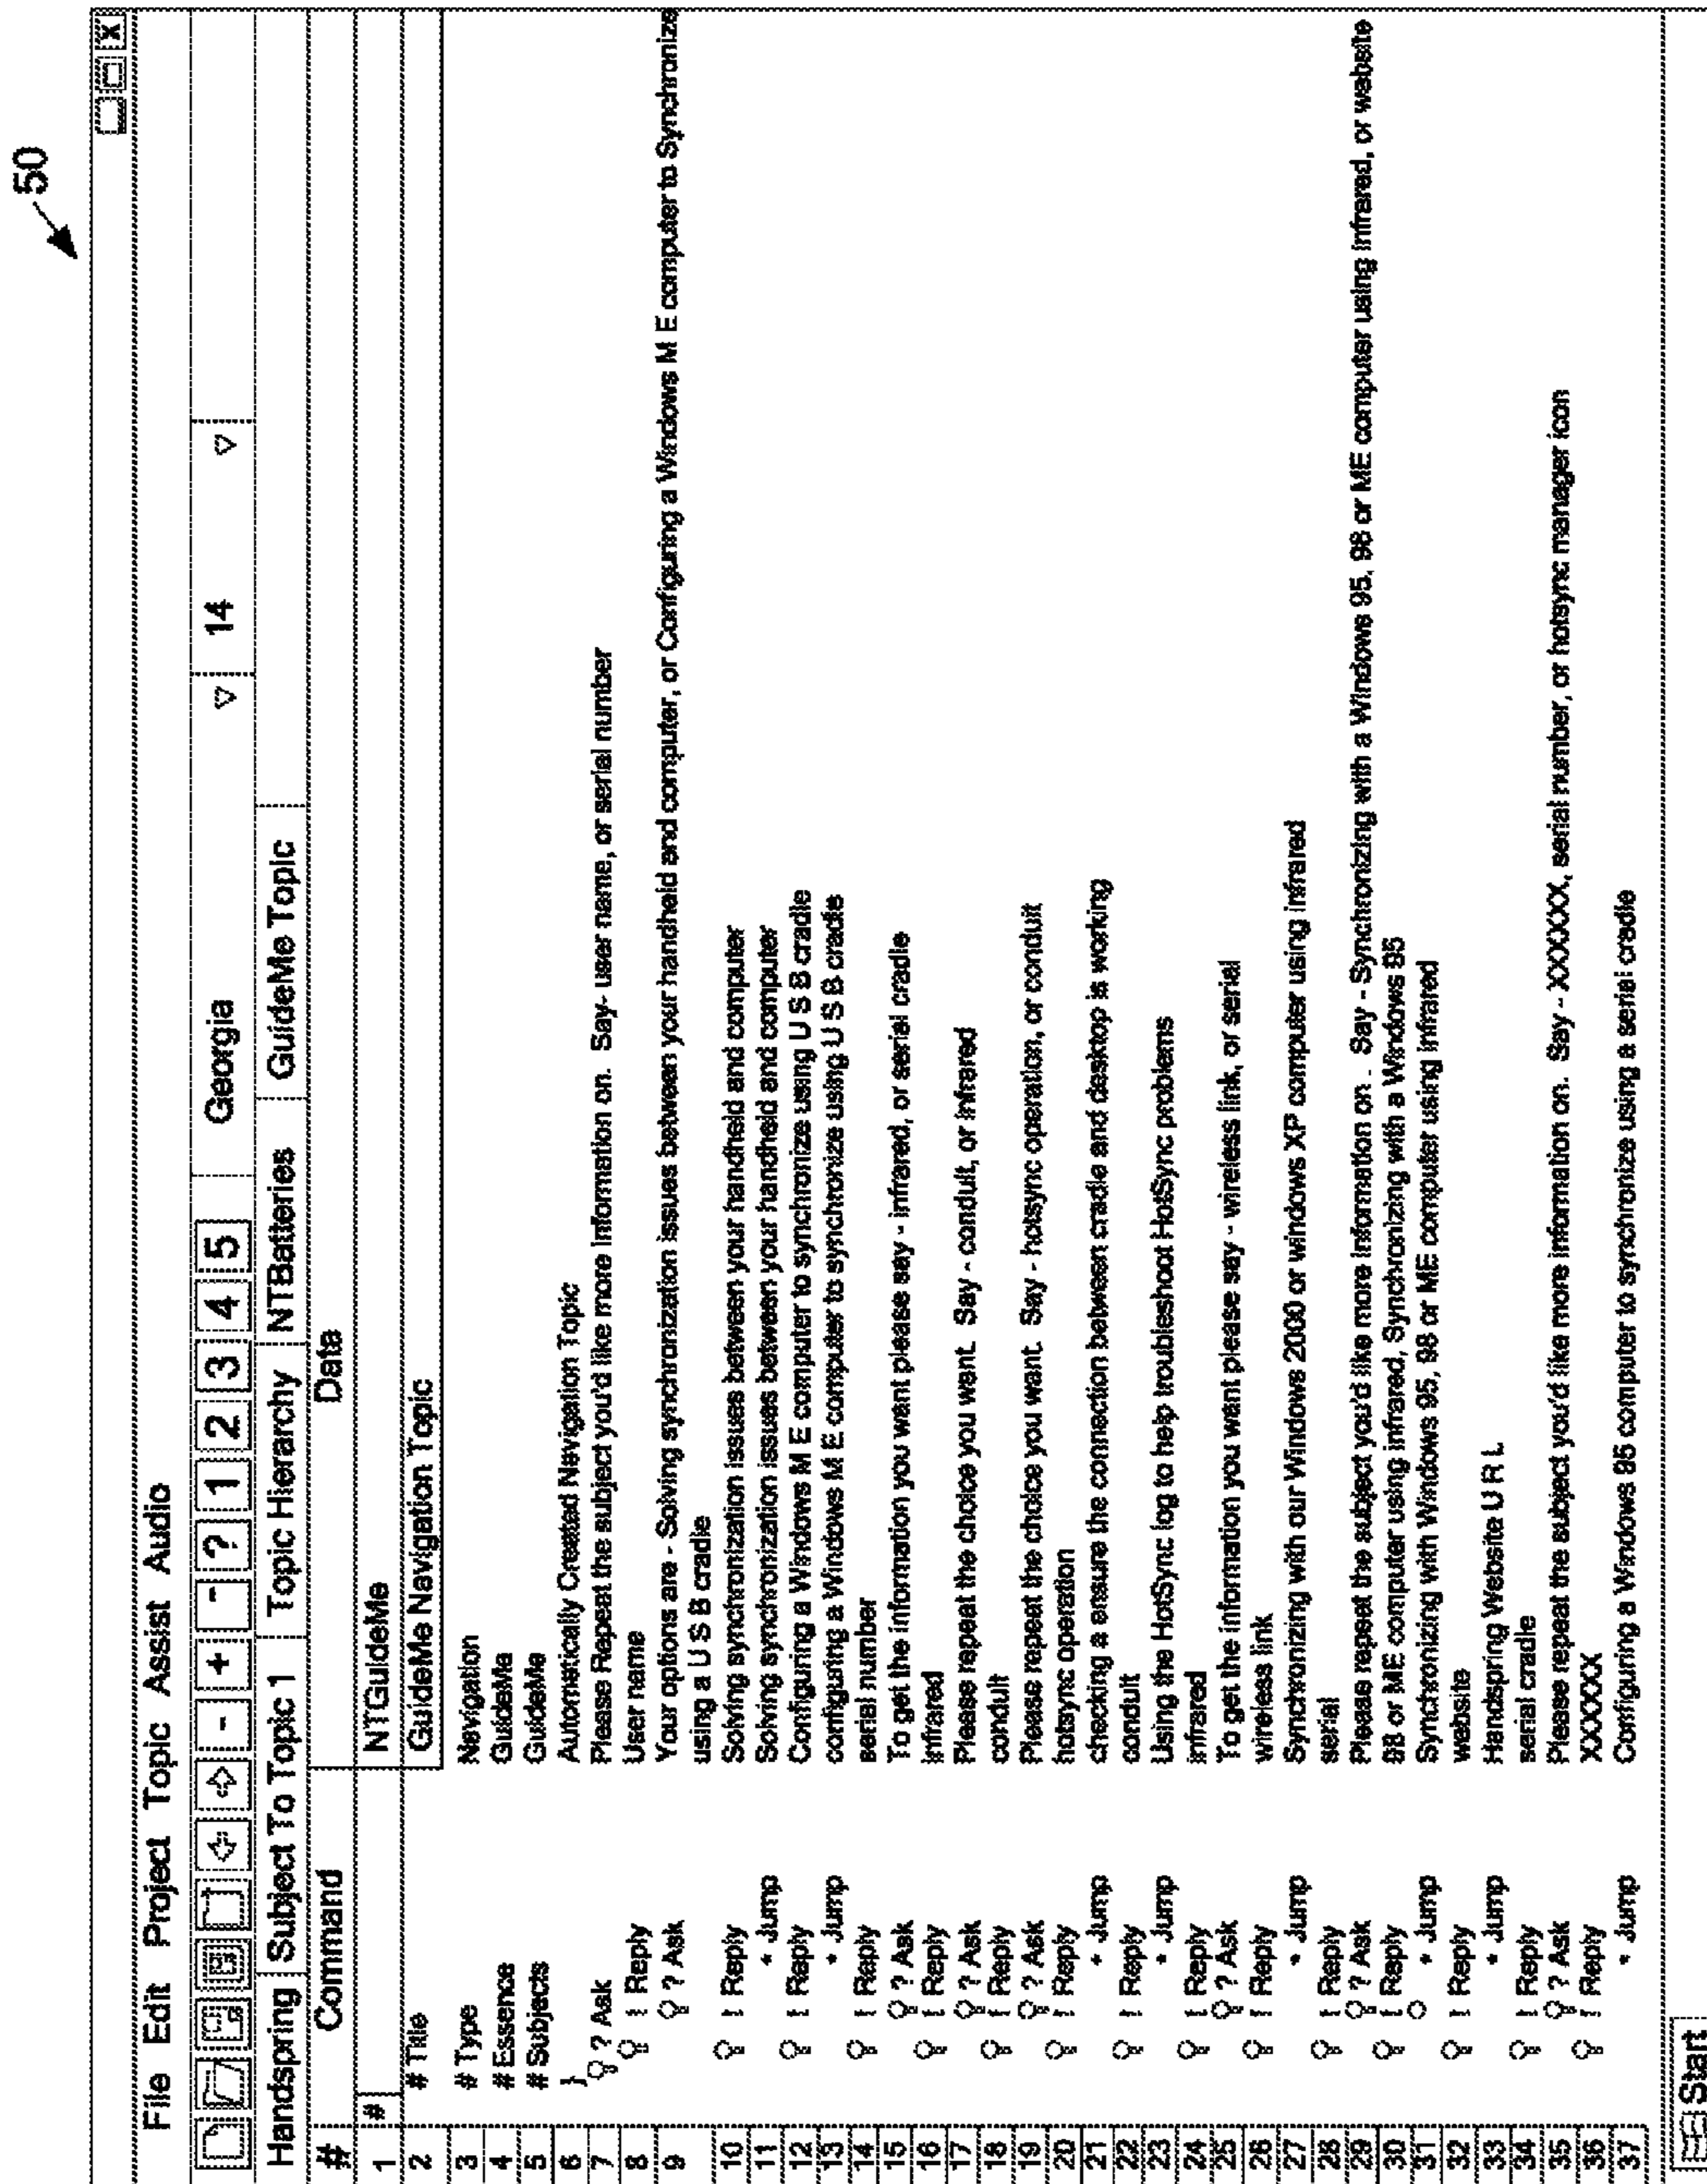 50
X
File Edit Project Topic Assist Audio
- + - ? 1 2 3 4 5 Georgia 14
Handspring Subject To Topic 1 Topic Hierarchy NTBatteries GuideMe Topic
# Command Data
1 # NTGuideMe
2 # Title GuideMe Navigation Topic
3 # Type Navigation
4 # Essence GuideMe
5 # Subjects GuideMe
6 } Automatically Created Navigation Topic
7 ? Ask Please Repeat the subject you'd like more information on. Say- user name, or serial number
8 ! Reply User name
9 ? Ask Your options are - Solving synchronization issues between your handheld and computer, or Configuring a Windows M E computer to Synchronize
using a U S B cradle
10 ! Reply Solving synchronization issues between your handheld and computer
11 * Jump Solving synchronization issues between your handheld and computer
12 ! Reply Configuring a Windows M E computer to synchronize using U S B cradle
13 * Jump configuring a Windows M E computer to synchronize using U S B cradle
14 ! Reply serial number
15 ? Ask To get the information you want please say - infrared, or serial cradle
16 ! Reply infrared
17 ? Ask Please repeat the choice you want. Say - conduit, or infrared
18 ! Reply conduit
19 ? Ask Please repeat the choice you want. Say - hotsync operation, or conduit
20 ! Reply hotsync operation
21 * Jump checking a ensure the connection between cradle and desktop is working
22 ! Reply conduit
23 * Jump Using the HotSync log to help troubleshoot HotSync problems
24 ! Reply infrared
25 ? Ask To get the information you want please say - wireless link, or serial
26 ! Reply wireless link
27 * Jump Synchronizing with our Windows 2000 or windows XP computer using infrared
28 ! Reply serial
29 ? Ask Please repeat the subject you'd like more information on . Say - Synchronizing with a Windows 95, 98 or ME computer using infrared, or website
30 ! Reply 98 or ME computer using infrared, Synchronizing with a Windows 95
31 * Jump Synchronizing with Windows 95, 98 or ME computer using infrared
32 ! Reply website
33 * Jump Handspring Website U R L
34 ! Reply serial cradle
35 ? Ask Please repeat the subject you'd like more information on. Say - XXXXX, serial number, or hotsync manager icon
36 ! Reply XXXXX
37 * Jump Configuring a Windows 95 computer to synchronize using a serial cradle
Start